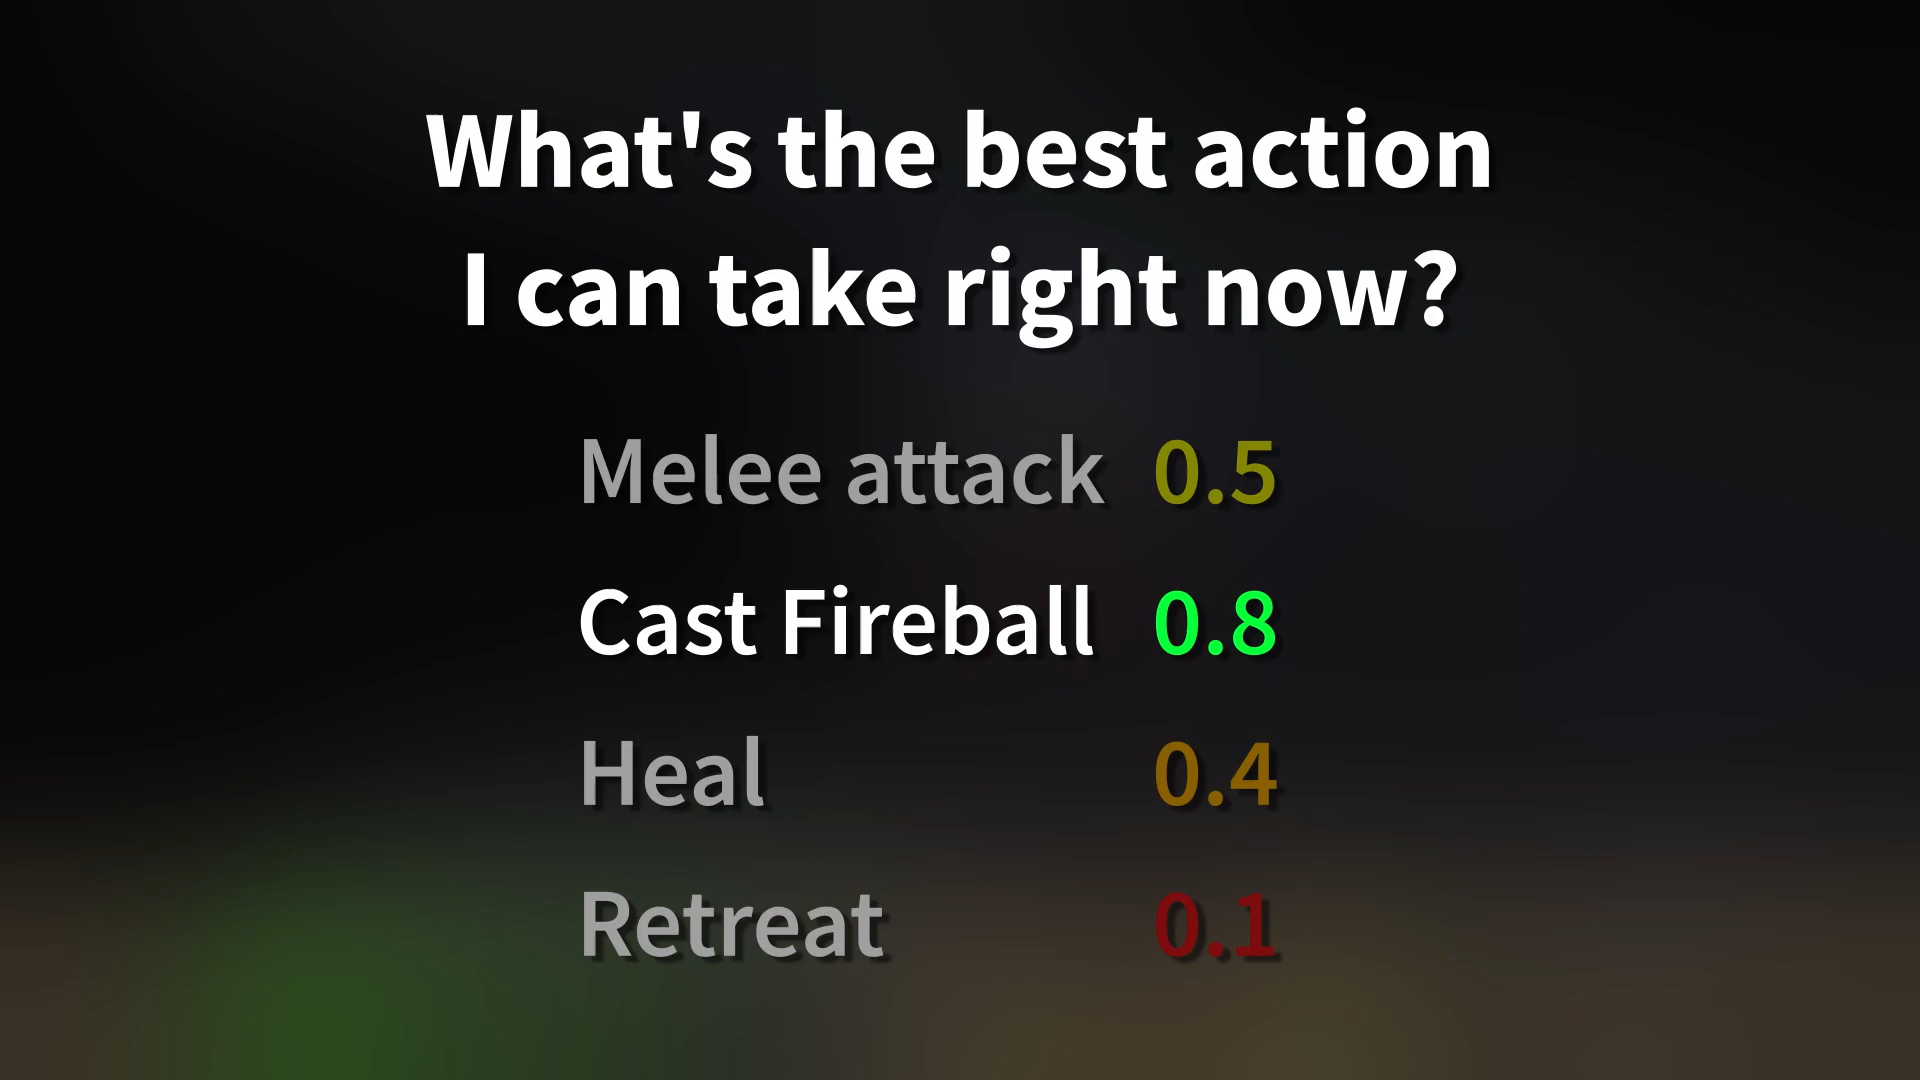 What's the best action
I can take right now?
Melee attack 0.5
Cast Fireball 0.8
Heal 0.4
Retreat 0.1